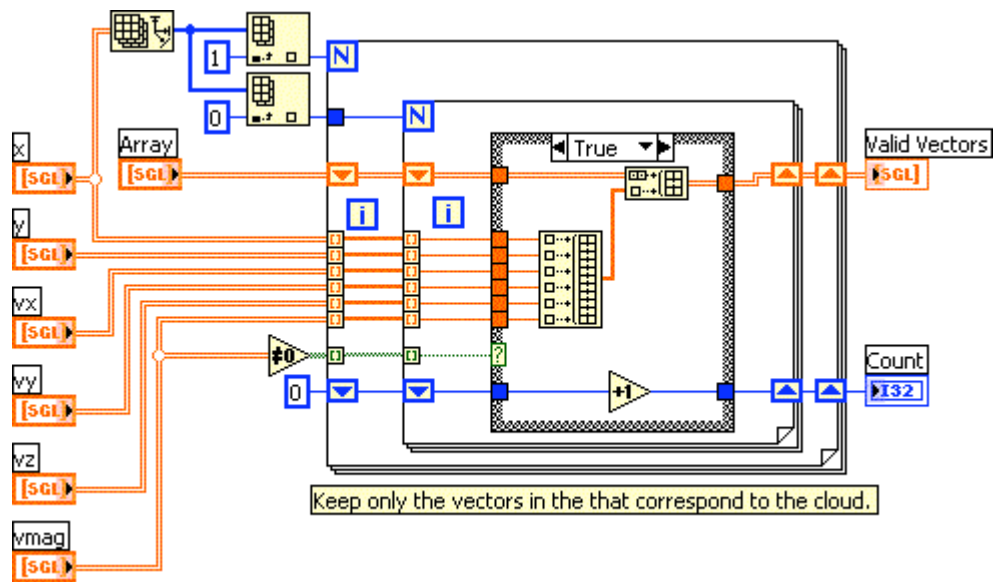 1
N
0
N
True
x
[SGL]
Array
[SGL]
Valid Vectors
[SGL]
i
i
y
[SGL]
vx
[SGL]
≠0
?
vy
[SGL]
0
+1
Count
I32
vz
[SGL]
Keep only the vectors in the that correspond to the cloud.
vmag
[SGL]